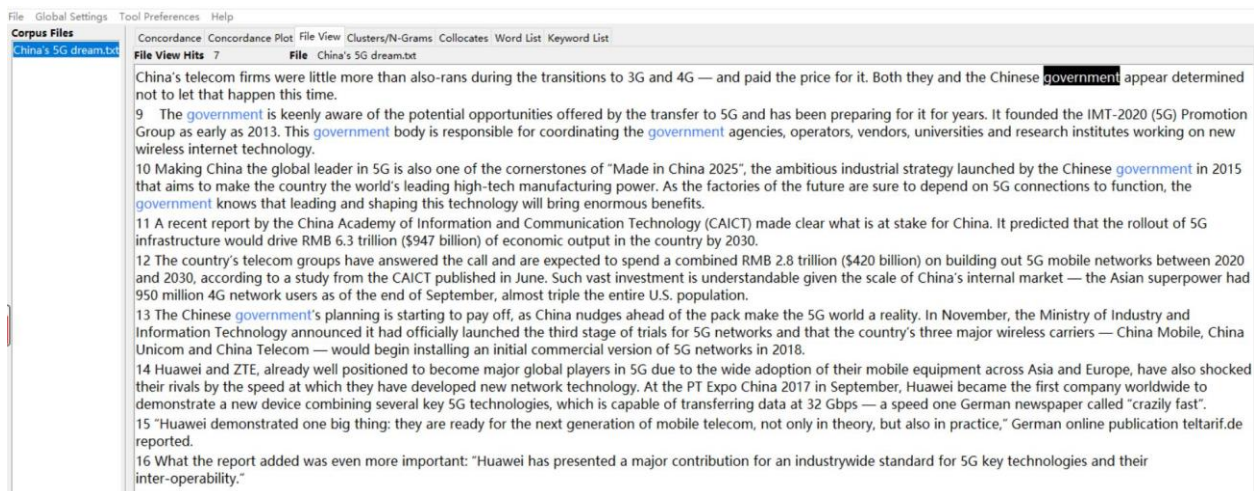 File Global Settings Tool Preferences Help
Corpus Files
China's 5G dream.txt
Concordance Concordance Plot File View Clusters/N-Grams Collocates Word List Keyword List
File View Hits 7 File China's 5G dream.txt
China's telecom firms were little more than also-rans during the transitions to 3G and 4G — and paid the price for it. Both they and the Chinese government appear determined
not to let that happen this time.
9 The government is keenly aware of the potential opportunities offered by the transfer to 5G and has been preparing for it for years. It founded the IMT-2020 (5G) Promotion
Group as early as 2013. This government body is responsible for coordinating the government agencies, operators, vendors, universities and research institutes working on new
wireless internet technology.
10 Making China the global leader in 5G is also one of the cornerstones of "Made in China 2025", the ambitious industrial strategy launched by the Chinese government in 2015
that aims to make the country the world's leading high-tech manufacturing power. As the factories of the future are sure to depend on 5G connections to function, the
government knows that leading and shaping this technology will bring enormous benefits.
11 A recent report by the China Academy of Information and Communication Technology (CAICT) made clear what is at stake for China. It predicted that the rollout of 5G
infrastructure would drive RMB 6.3 trillion ($947 billion) of economic output in the country by 2030.
12 The country's telecom groups have answered the call and are expected to spend a combined RMB 2.8 trillion ($420 billion) on building out 5G mobile networks between 2020
and 2030, according to a study from the CAICT published in June. Such vast investment is understandable given the scale of China's internal market — the Asian superpower had
950 million 4G network users as of the end of September, almost triple the entire U.S. population.
13 The Chinese government's planning is starting to pay off, as China nudges ahead of the pack make the 5G world a reality. In November, the Ministry of Industry and
Information Technology announced it had officially launched the third stage of trials for 5G networks and that the country's three major wireless carriers — China Mobile, China
Unicom and China Telecom — would begin installing an initial commercial version of 5G networks in 2018.
14 Huawei and ZTE, already well positioned to become major global players in 5G due to the wide adoption of their mobile equipment across Asia and Europe, have also shocked
their rivals by the speed at which they have developed new network technology. At the PT Expo China 2017 in September, Huawei became the first company worldwide to
demonstrate a new device combining several key 5G technologies, which is capable of transferring data at 32 Gbps — a speed one German newspaper called "crazily fast".
15 "Huawei demonstrated one big thing: they are ready for the next generation of mobile telecom, not only in theory, but also in practice," German online publication teltarif.de
reported.
16 What the report added was even more important: "Huawei has presented a major contribution for an industrywide standard for 5G key technologies and their
inter-operability."